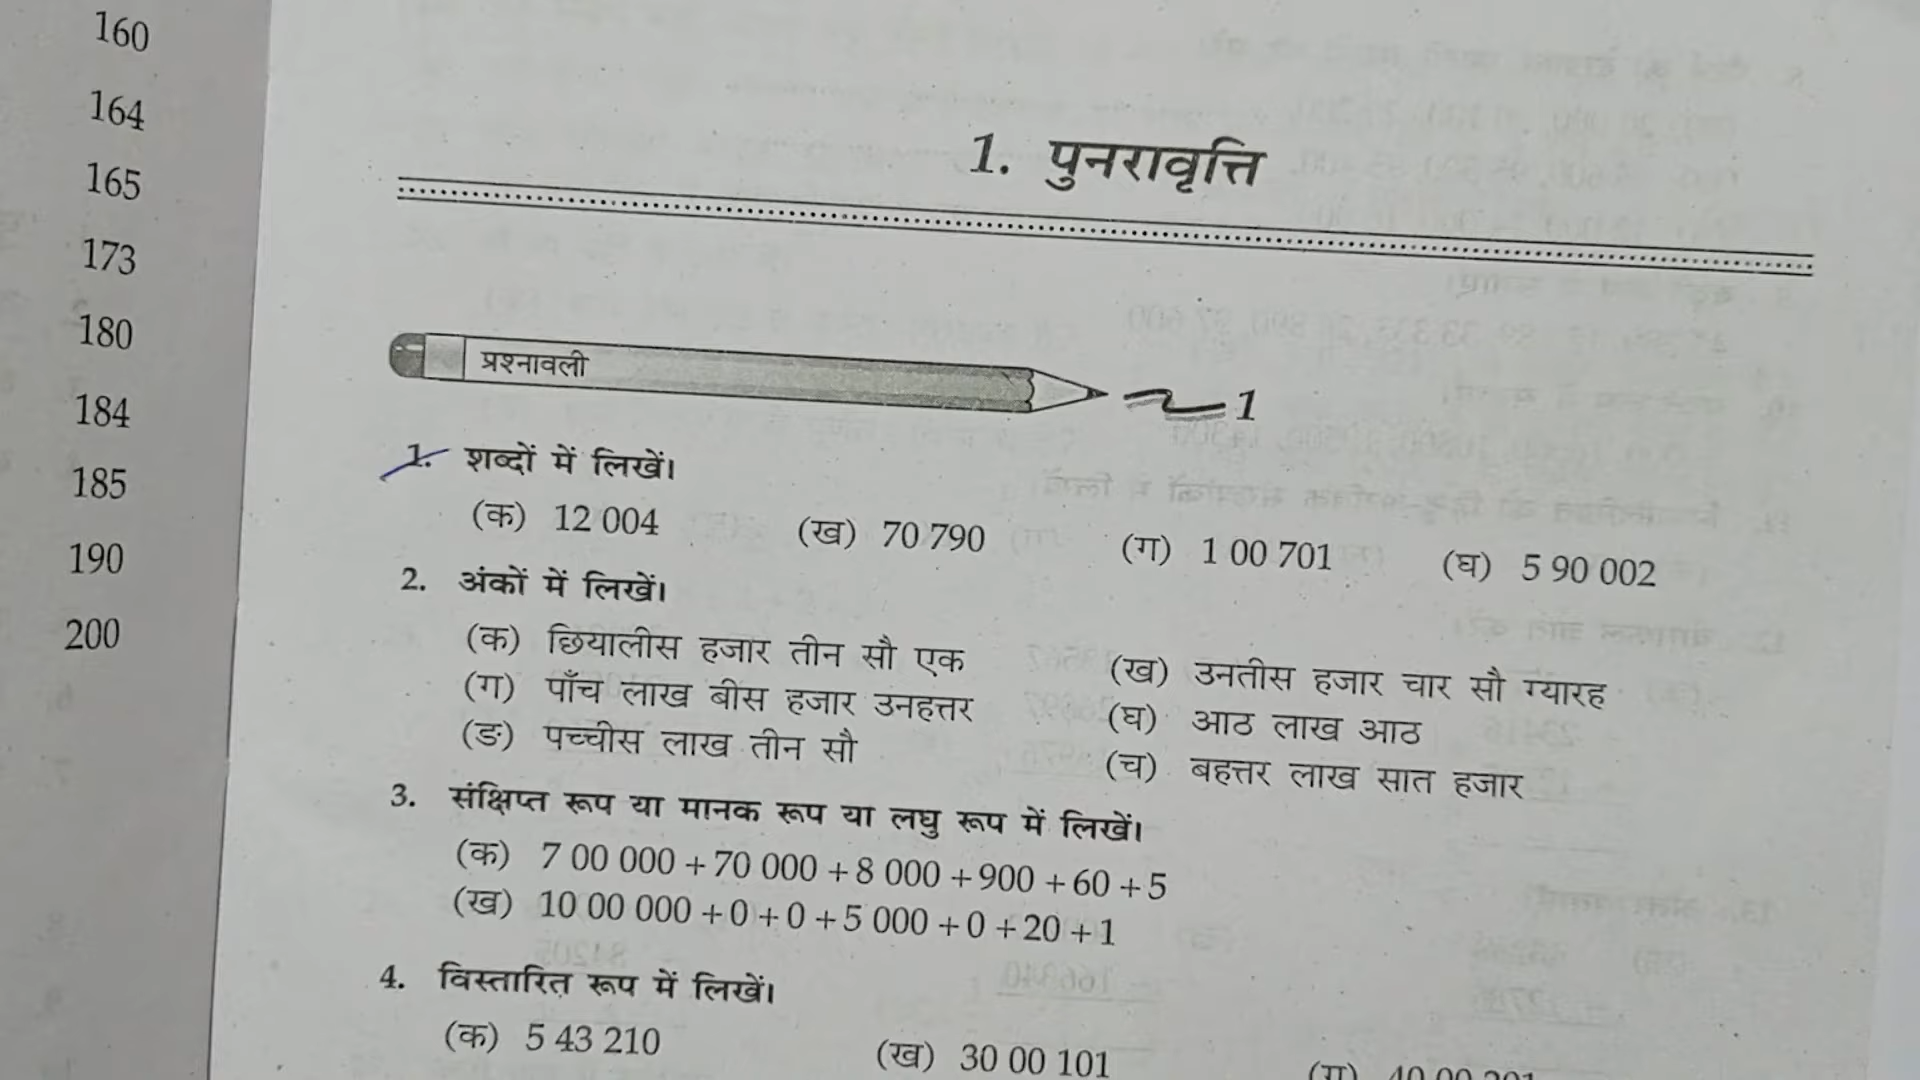 160
164
165
173
180
184
185
190
200
1. पुनरावृत्ति
प्रश्नावली 1
1. शब्दों में लिखें।
(क) 12 004 (ख) 70 790 (ग) 1 00 701 (घ) 5 90 002
2. अंकों में लिखें।
(क) छियालीस हजार तीन सौ एक (ख) उनतीस हजार चार सौ ग्यारह
(ग) पाँच लाख बीस हजार उनहत्तर (घ) आठ लाख आठ
(ङ) पच्चीस लाख तीन सौ (च) बहत्तर लाख सात हजार
3. संक्षिप्त रूप या मानक रूप या लघु रूप में लिखें।
(क) 7 00 000 + 70 000 + 8 000 + 900 + 60 + 5
(ख) 10 00 000 + 0 + 0 + 5 000 + 0 + 20 + 1
4. विस्तारित रूप में लिखें।
(क) 5 43 210 (ख) 30 00 101 (ग) 40 00 201